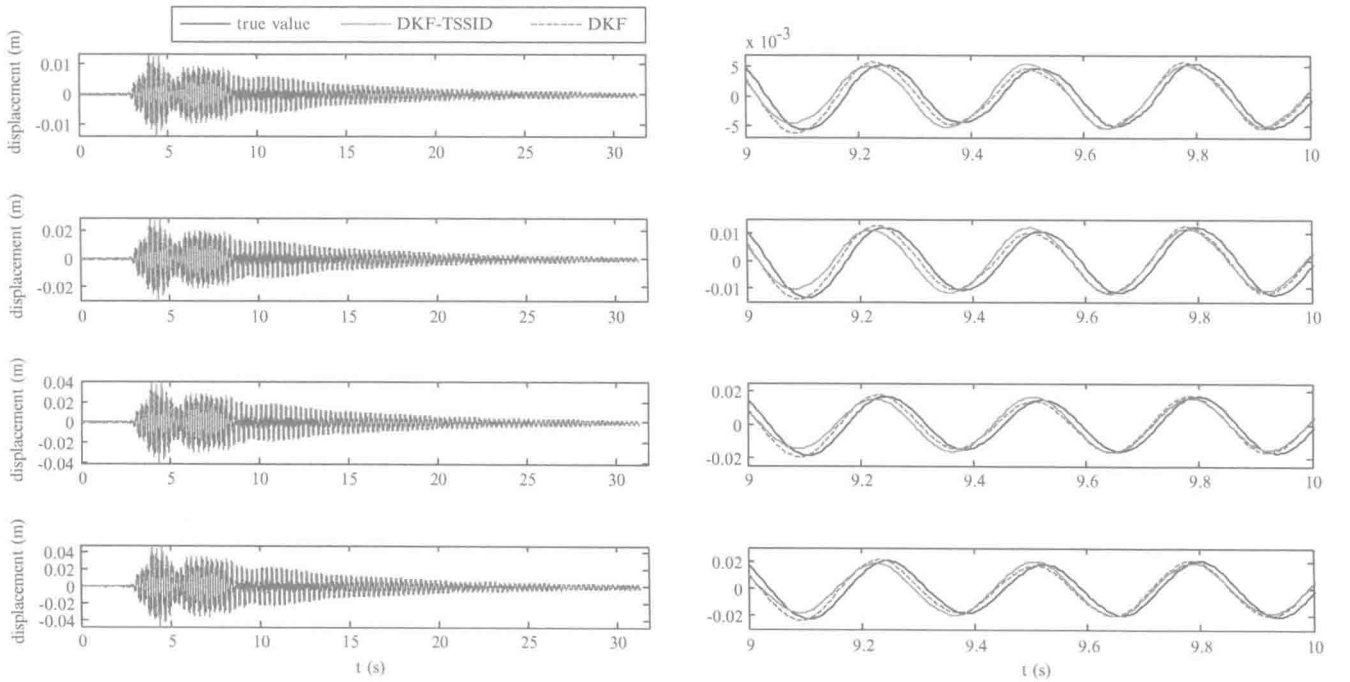 true value DKF-TSSID DKF
displacement (m)
0.01
0
-0.01
0 5 10 15 20 25 30
x 10-3
5
0
-5
9 9.2 9.4 9.6 9.8 10
displacement (m)
0.02
0
-0.02
0 5 10 15 20 25 30
0.01
0
-0.01
9 9.2 9.4 9.6 9.8 10
displacement (m)
0.04
0.02
0
-0.02
-0.04
0 5 10 15 20 25 30
0.02
0
-0.02
9 9.2 9.4 9.6 9.8 10
displacement (m)
0.04
0.02
0
-0.02
-0.04
0 5 10 15 20 25 30
t (s)
0.02
0
-0.02
9 9.2 9.4 9.6 9.8 10
t (s)